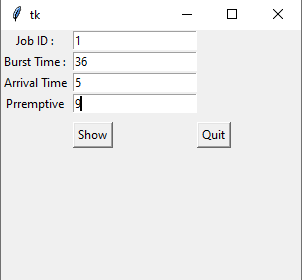 tk
Job ID : 1
Burst Time : 36
Arrival Time 5
Prremptive 9
Show Quit